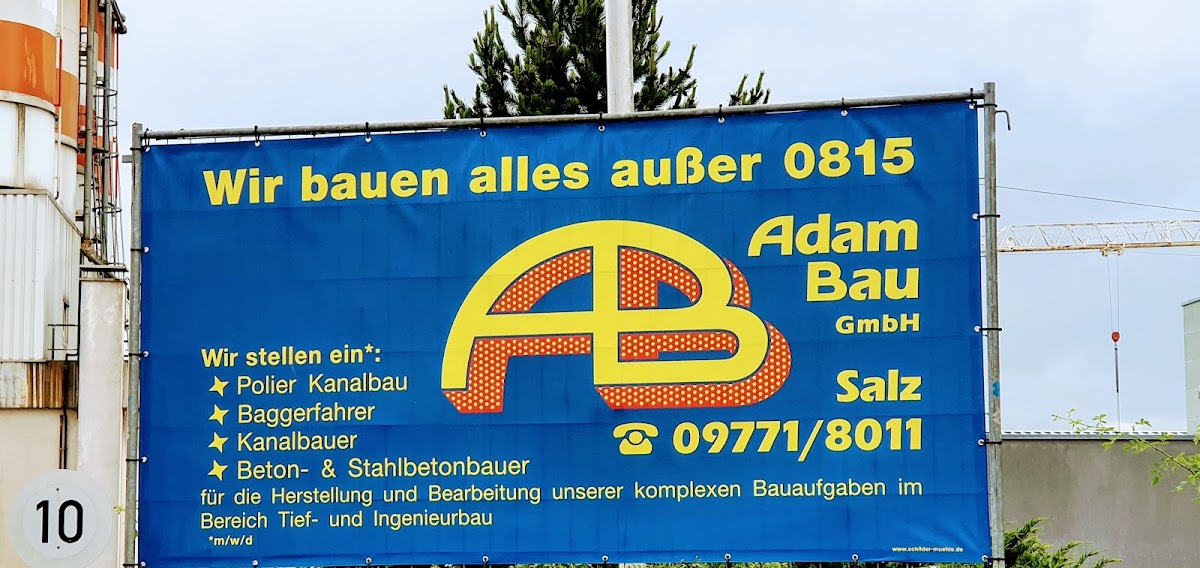 Wir bauen alles außer 0815
AB
Adam
Bau
GmbH
Salz
☎ 09771/8011
Wir stellen ein*:
Polier Kanalbau
Baggerfahrer
Kanalbauer
Beton- & Stahlbetonbauer
für die Herstellung und Bearbeitung unserer komplexen Bauaufgaben im
Bereich Tief- und Ingenieurbau
*m/w/d
www.schilder-muehle.de
10